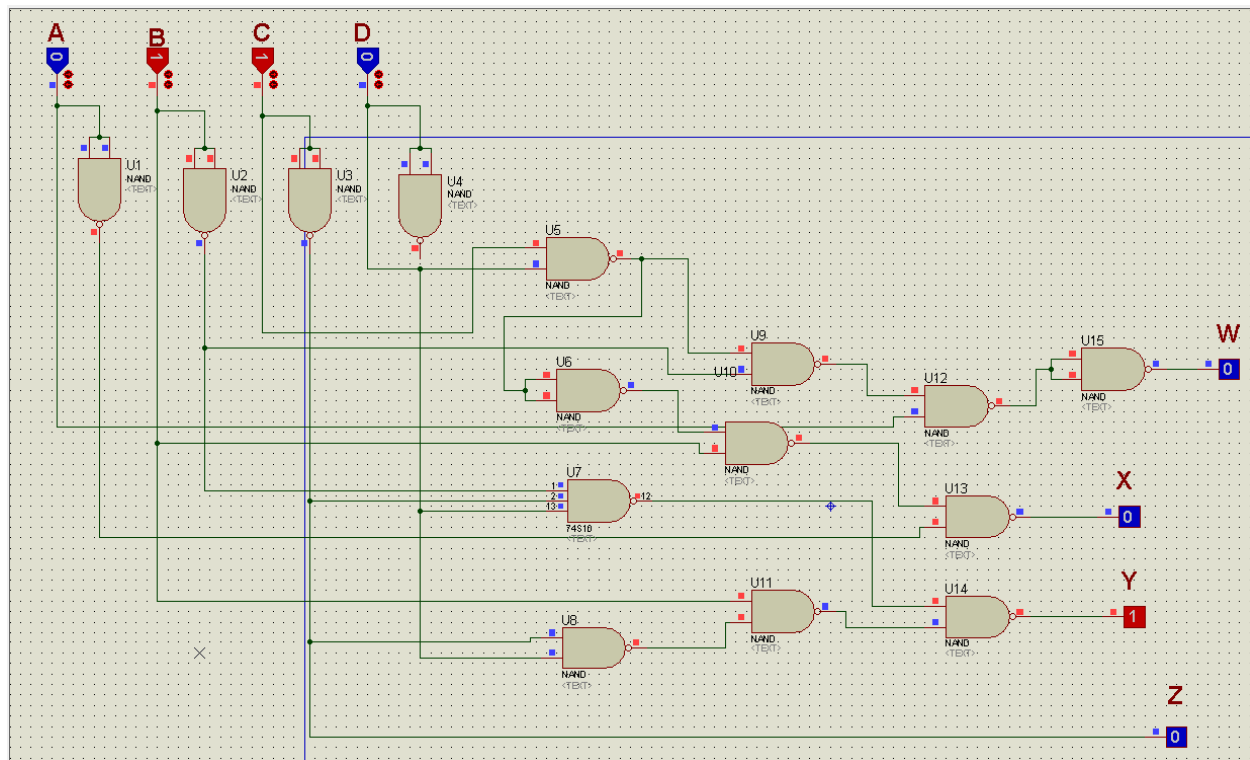 A B C D
0 1 1 0
U1
NAND
<TEXT>
U2
NAND
<TEXT>
U3
NAND
<TEXT>
U4
NAND
<TEXT>
U5
NAND
<TEXT>
U9
U10
NAND
<TEXT>
U6
NAND
<TEXT>
U12
NAND
<TEXT>
U15
NAND
<TEXT>
W
0
NAND
<TEXT>
U7
1
2
13
12
74S10
<TEXT>
U13
NAND
<TEXT>
X
0
U11
NAND
<TEXT>
U14
NAND
<TEXT>
Y
1
U8
NAND
<TEXT>
Z
0